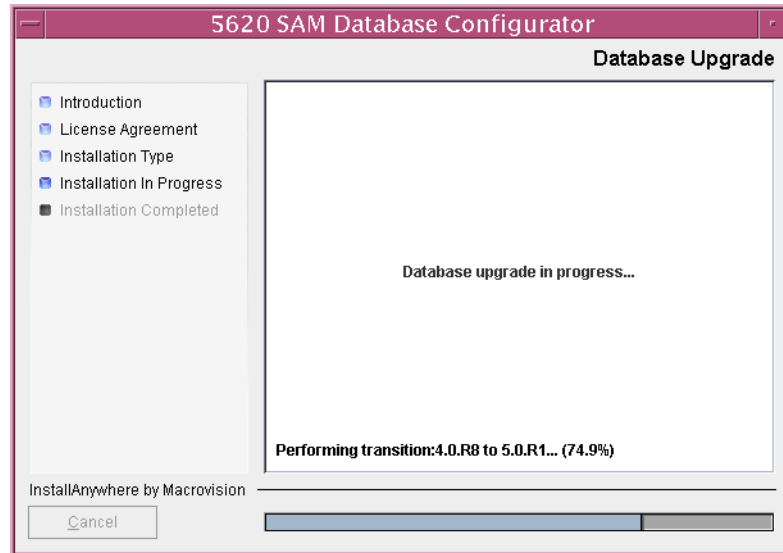 5620 SAM Database Configurator
Database Upgrade
Introduction
License Agreement
Installation Type
Installation In Progress
Installation Completed
Database upgrade in progress...
Performing transition:4.0.R8 to 5.0.R1... (74.9%)
InstallAnywhere by Macrovision
Cancel